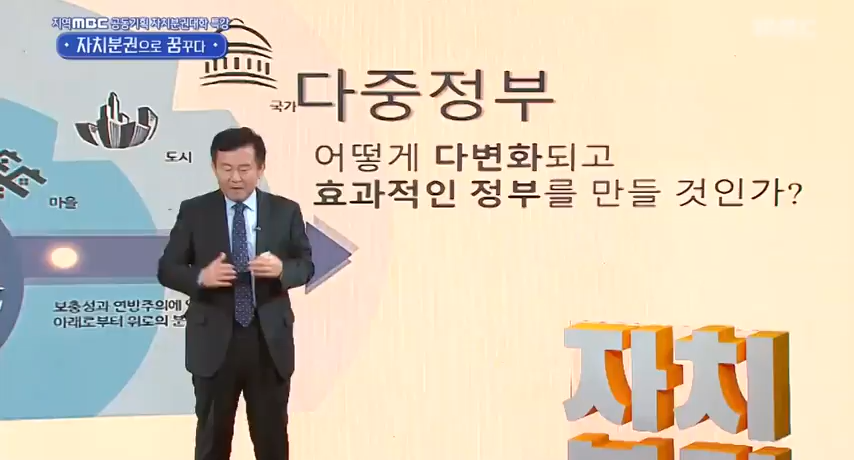 지역MBC 공동기획 자치분권대학 특강
자치분권으로 꿈꾸다
국가 다중정부
도시
어떻게 다변화되고
효과적인 정부를 만들 것인가?
마을
보충성과 연방주의에
아래로부터 위로의
자치